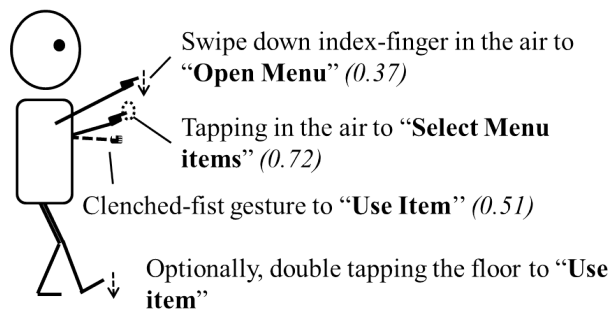 Swipe down index-finger in the air to
“Open Menu” (0.37)
Tapping in the air to “Select Menu
items” (0.72)
Clenched-fist gesture to “Use Item” (0.51)
Optionally, double tapping the floor to “Use
item”